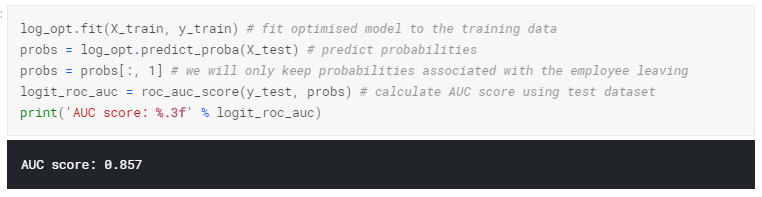 log_opt.fit(X_train, y_train) # fit optimised model to the training data
probs = log_opt.predict_proba(X_test) # predict probabilities
probs = probs[:, 1] # we will only keep probabilities associated with the employee leaving
logit_roc_auc = roc_auc_score(y_test, probs) # calculate AUC score using test dataset
print('AUC score: %.3f' % logit_roc_auc)
AUC score: 0.857